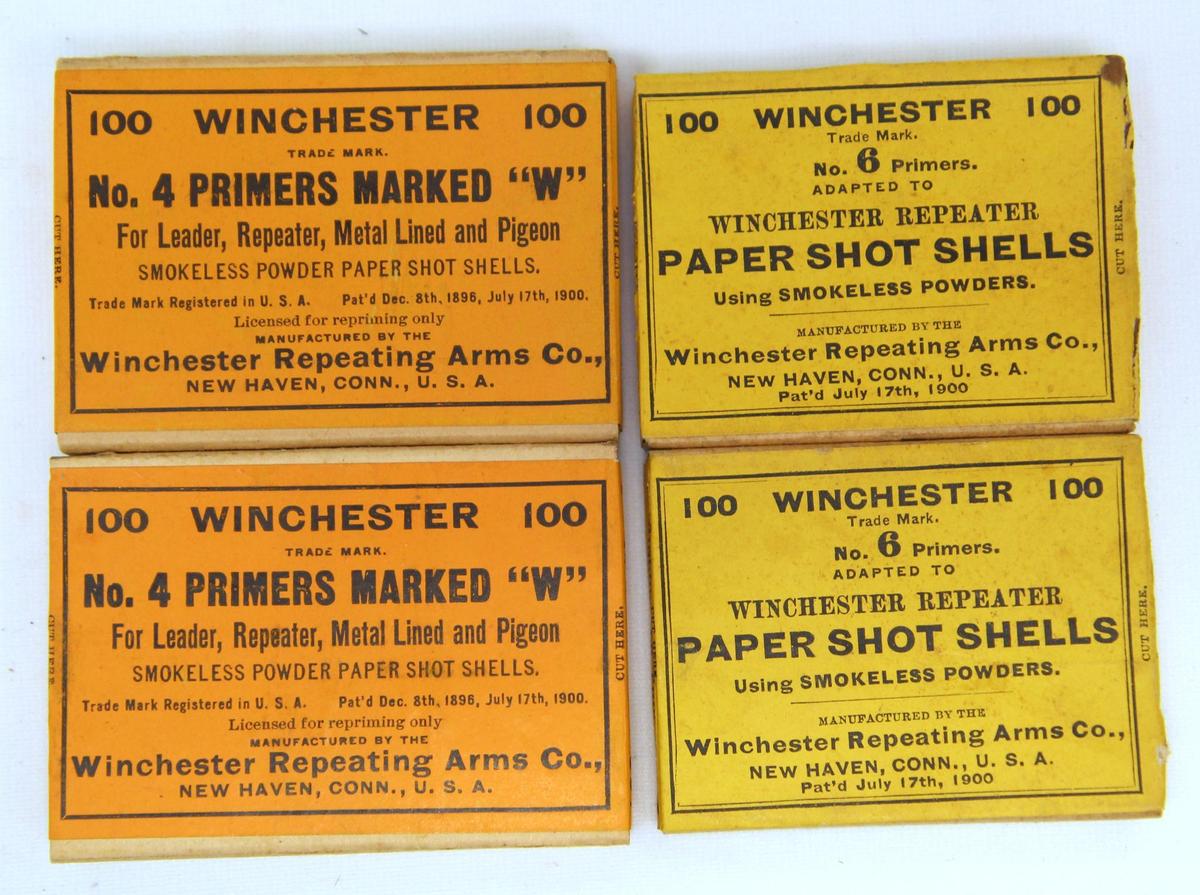 100 WINCHESTER 100
TRADE MARK.
No. 4 PRIMERS MARKED “W”
For Leader, Repeater, Metal Lined and Pigeon
SMOKELESS POWDER PAPER SHOT SHELLS.
Trade Mark Registered in U. S. A. Pat'd Dec. 8th, 1896, July 17th, 1900.
Licensed for repriming only
MANUFACTURED BY THE
Winchester Repeating Arms Co.,
NEW HAVEN, CONN., U. S. A.
CUT HERE.
CUT HERE.
100 WINCHESTER 100
Trade Mark.
No. 6 Primers.
ADAPTED TO
WINCHESTER REPEATER
PAPER SHOT SHELLS
Using SMOKELESS POWDERS.
MANUFACTURED BY THE
Winchester Repeating Arms Co.,
NEW HAVEN, CONN., U. S. A.
Pat'd July 17th, 1900
CUT HERE.
100 WINCHESTER 100
TRADE MARK.
No. 4 PRIMERS MARKED “W”
For Leader, Repeater, Metal Lined and Pigeon
SMOKELESS POWDER PAPER SHOT SHELLS.
Trade Mark Registered in U. S. A. Pat'd Dec. 8th, 1896, July 17th, 1900.
Licensed for repriming only
MANUFACTURED BY THE
Winchester Repeating Arms Co.,
NEW HAVEN, CONN., U. S. A.
CUT HERE
CUT HERE.
100 WINCHESTER 100
Trade Mark.
No. 6 Primers.
ADAPTED TO
WINCHESTER REPEATER
PAPER SHOT SHELLS
Using SMOKELESS POWDERS.
MANUFACTURED BY THE
Winchester Repeating Arms Co.,
NEW HAVEN, CONN., U. S. A.
Pat'd July 17th, 1900
CUT HERE.